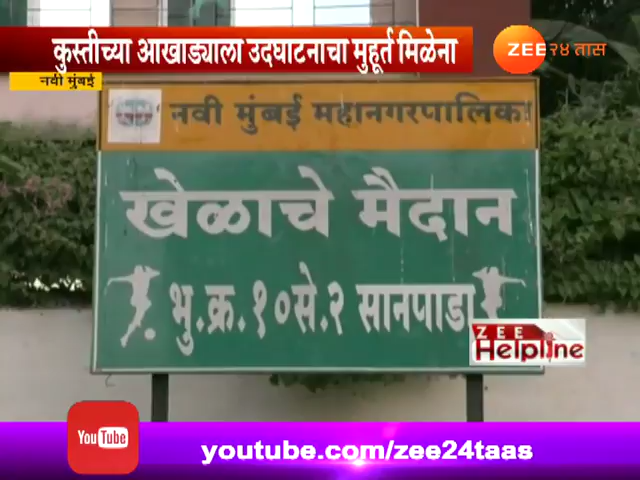 कुस्तीच्या आखाड्याला उदघाटनाचा मुहूर्त मिळेना
ZEE २४ तास
नवी मुंबई
नवी मुंबई महानगरपालिका
खेळाचे मैदान
भु.क्र.१०से.२ सानपाडा
ZEE
Helpline
YouTube
youtube.com/zee24taas